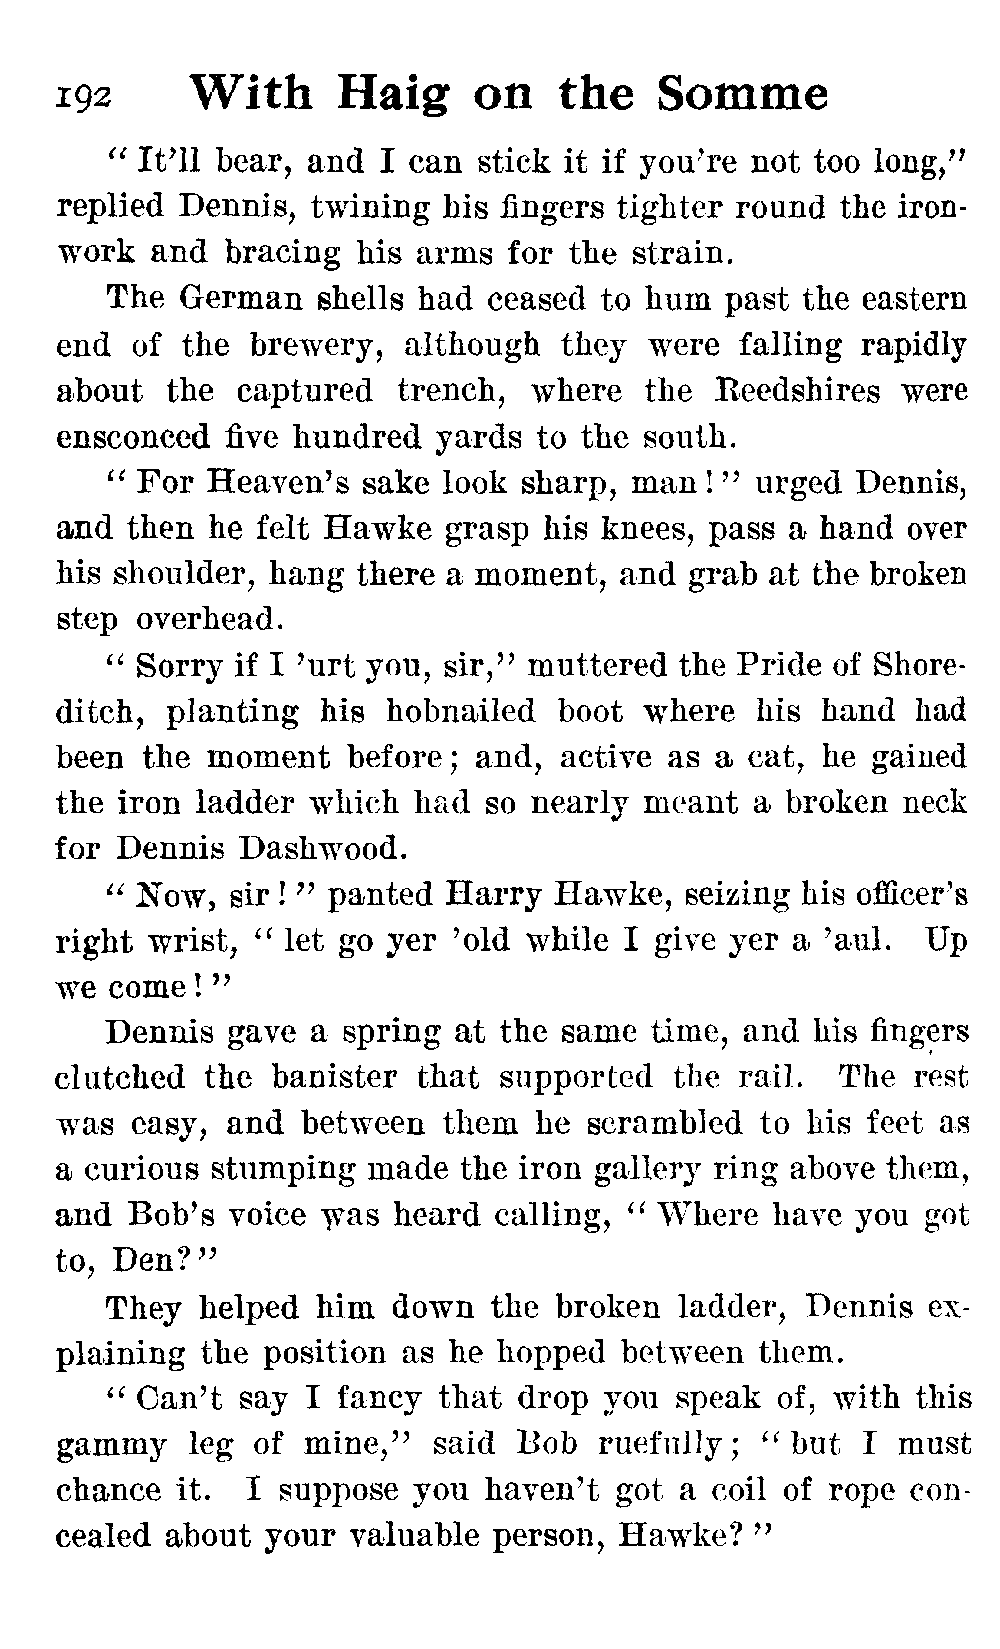 192 With Haig on the Somme
“ It’ll bear, and I can stick it if you’re not too long,”
replied Dennis, twining his fingers tighter round the iron-
work and bracing his arms for the strain.
The German shells had ceased to hum past the eastern
end of the brewery, although they were falling rapidly
about the captured trench, where the Reedshires were
ensconced five hundred yards to the south.
“ For Heaven’s sake look sharp, man ! ” urged Dennis,
and then he felt Hawke grasp his knees, pass a hand over
his shoulder, hang there a moment, and grab at the broken
step overhead.
“ Sorry if I ’urt you, sir,” muttered the Pride of Shore-
ditch, planting his hobnailed boot where his hand had
been the moment before ; and, active as a cat, he gained
the iron ladder which had so nearly meant a broken neck
for Dennis Dashwood.
“ Now, sir ! ” panted Harry Hawke, seizing his officer’s
right wrist, “ let go yer ’old while I give yer a ’aul. Up
we come ! ”
Dennis gave a spring at the same time, and his fingers
clutched the banister that supported the rail. The rest
was easy, and between them he scrambled to his feet as
a curious stumping made the iron gallery ring above them,
and Bob’s voice was heard calling, “ Where have you got
to, Den? ”
They helped him down the broken ladder, Dennis ex-
plaining the position as he hopped between them.
“ Can’t say I fancy that drop you speak of, with this
gammy leg of mine,” said Bob ruefully ; “ but I must
chance it. I suppose you haven’t got a coil of rope con-
cealed about your valuable person, Hawke? ”